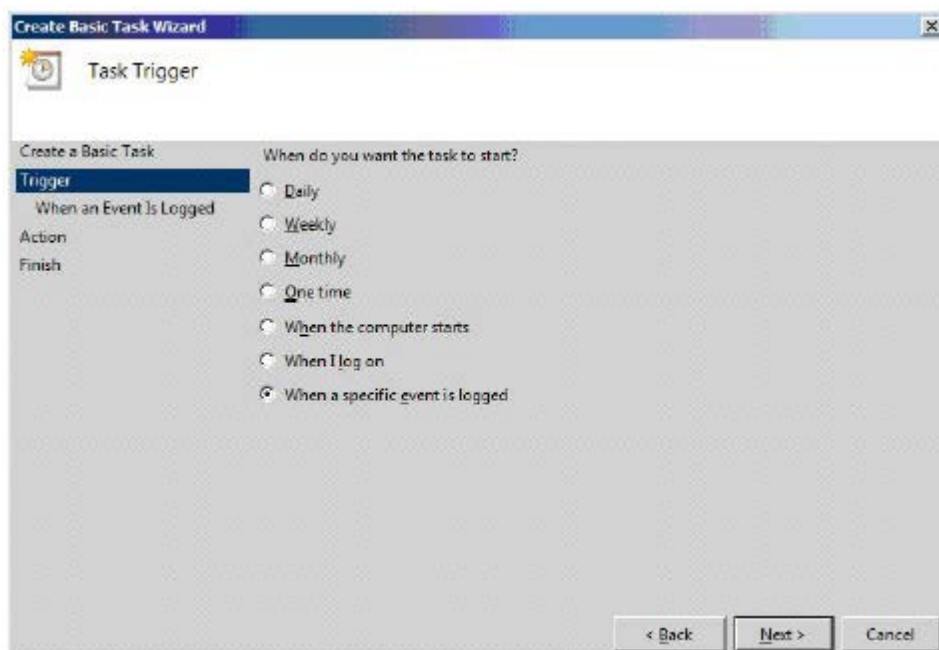 Create Basic Task Wizard
Task Trigger
Create a Basic Task
Trigger
When an Event Is Logged
Action
Finish
When do you want the task to start?
Daily
Weekly
Monthly
One time
When the computer starts
When I log on
When a specific event is logged
< Back
Next >
Cancel